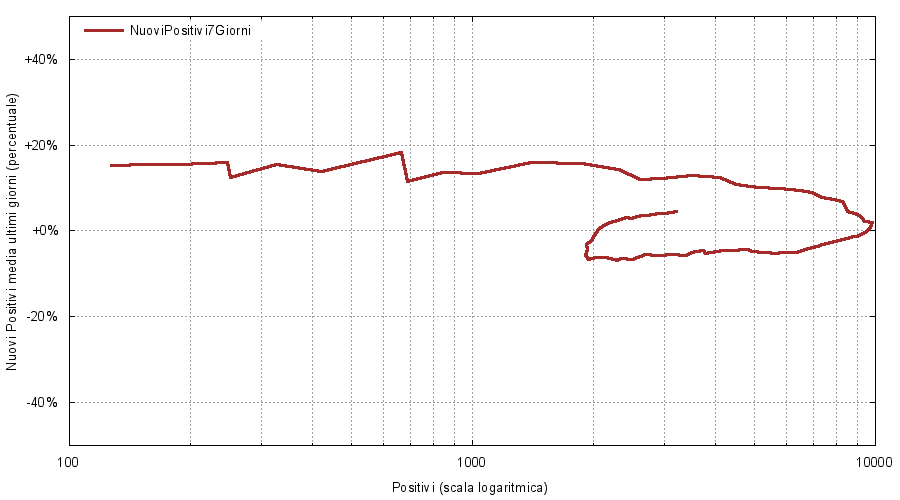 NuoviPositivi7Giorni
+40%
+20%
+0%
-20%
-40%
Nuovi Positivi media ultimi giorni (percentuale)
100 1000 10000
Positivi (scala logaritmica)